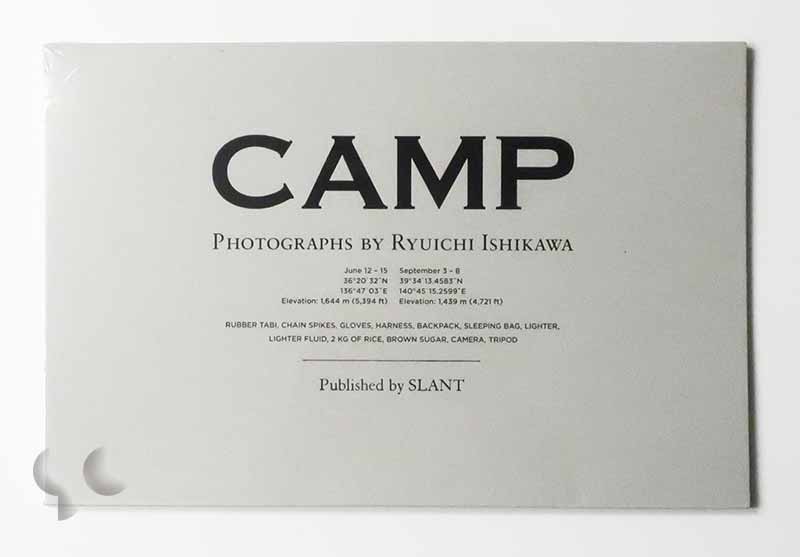 CAMP
PHOTOGRAPHS BY RYUICHI ISHIKAWA
June 12 – 15 September 3 – 8
36°20´32˝N 39°34´13.4583˝N
136°47´03˝E 140°45´15.2599˝E
Elevation: 1,644 m (5,394 ft) Elevation: 1,439 m (4,721 ft)
RUBBER TABI, CHAIN SPIKES, GLOVES, HARNESS, BACKPACK, SLEEPING BAG, LIGHTER,
LIGHTER FLUID, 2 KG OF RICE, BROWN SUGAR, CAMERA, TRIPOD
Published by SLANT